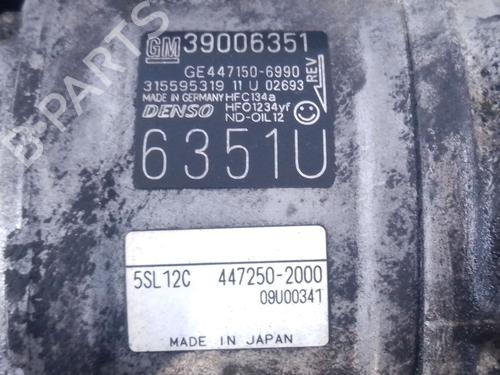 GM 39006351
GE447150-6990
315595319 11 U 02693
MADE IN GERMANY HFC134a
DENSO HFO1234yf
ND-OIL12
REV
6351U
5SL12C 447250-2000
09U00341
MADE IN JAPAN